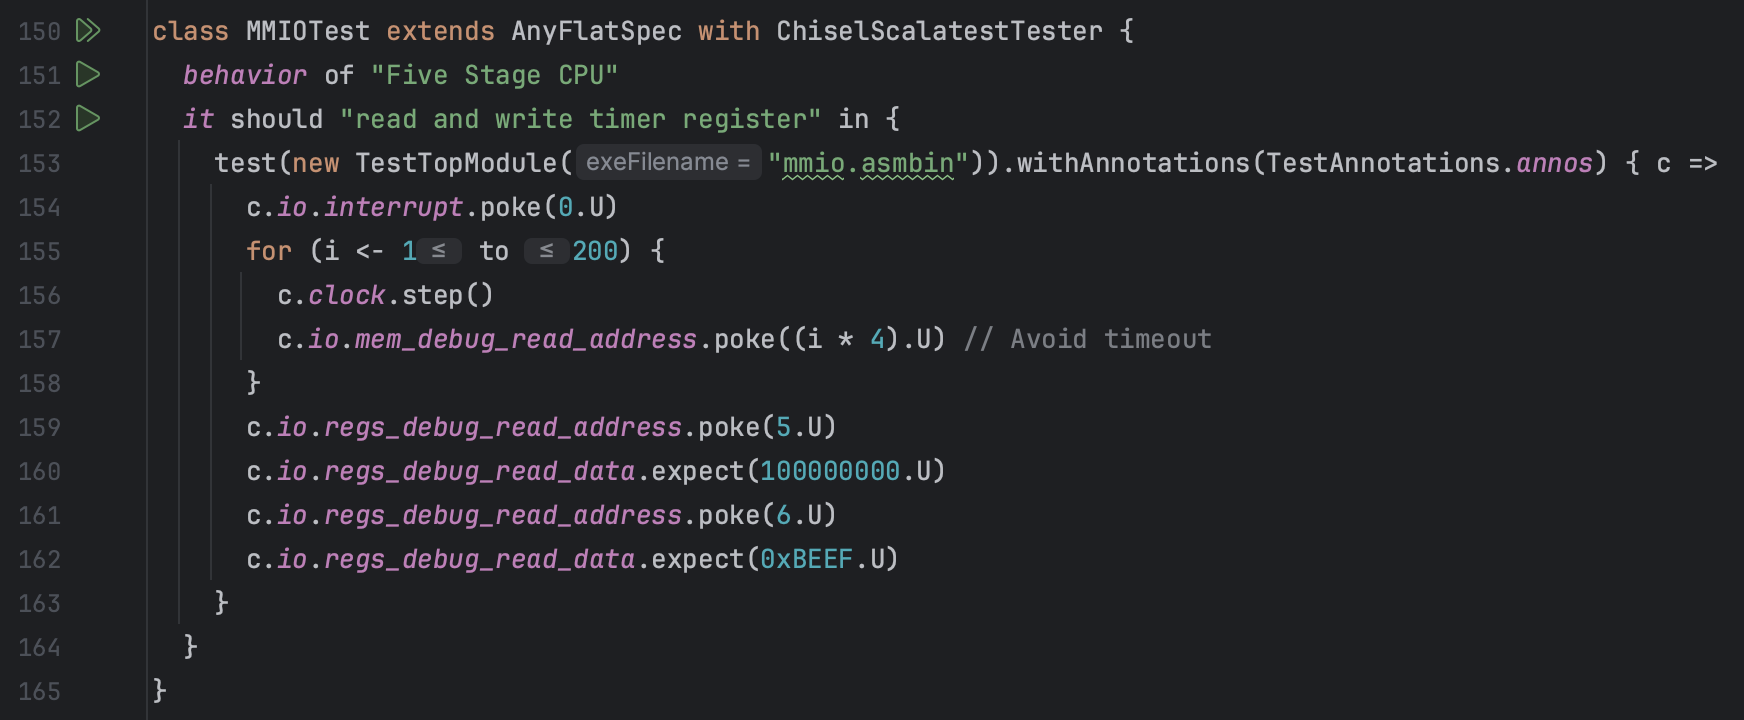 150 class MMIOTest extends AnyFlatSpec with ChiselScalatestTester {
151 behavior of "Five Stage CPU"
152 it should "read and write timer register" in {
153 test(new TestTopModule( exeFilename = "mmio.asmbin")).withAnnotations(TestAnnotations.annos) { c =>
154 c.io.interrupt.poke(0.U)
155 for (i <- 1 ≤ to ≤ 200) {
156 c.clock.step()
157 c.io.mem_debug_read_address.poke((i * 4).U) // Avoid timeout
158 }
159 c.io.regs_debug_read_address.poke(5.U)
160 c.io.regs_debug_read_data.expect(100000000.U)
161 c.io.regs_debug_read_address.poke(6.U)
162 c.io.regs_debug_read_data.expect(0xBEEF.U)
163 }
164 }
165 }